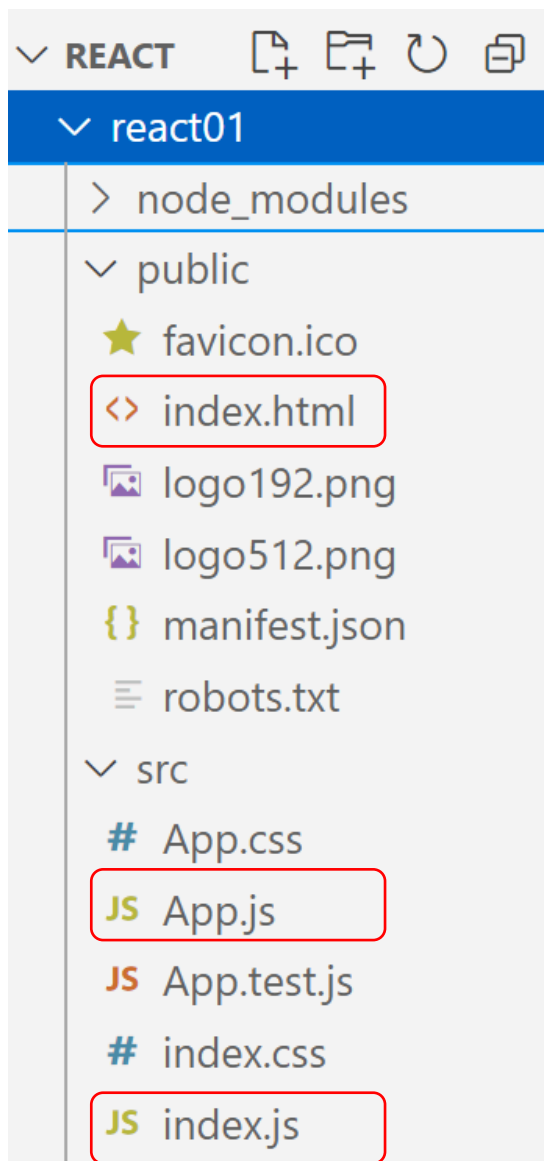 REACT
react01
node_modules
public
favicon.ico
<> index.html
logo192.png
logo512.png
{} manifest.json
robots.txt
src
# App.css
JS App.js
JS App.test.js
# index.css
JS index.js